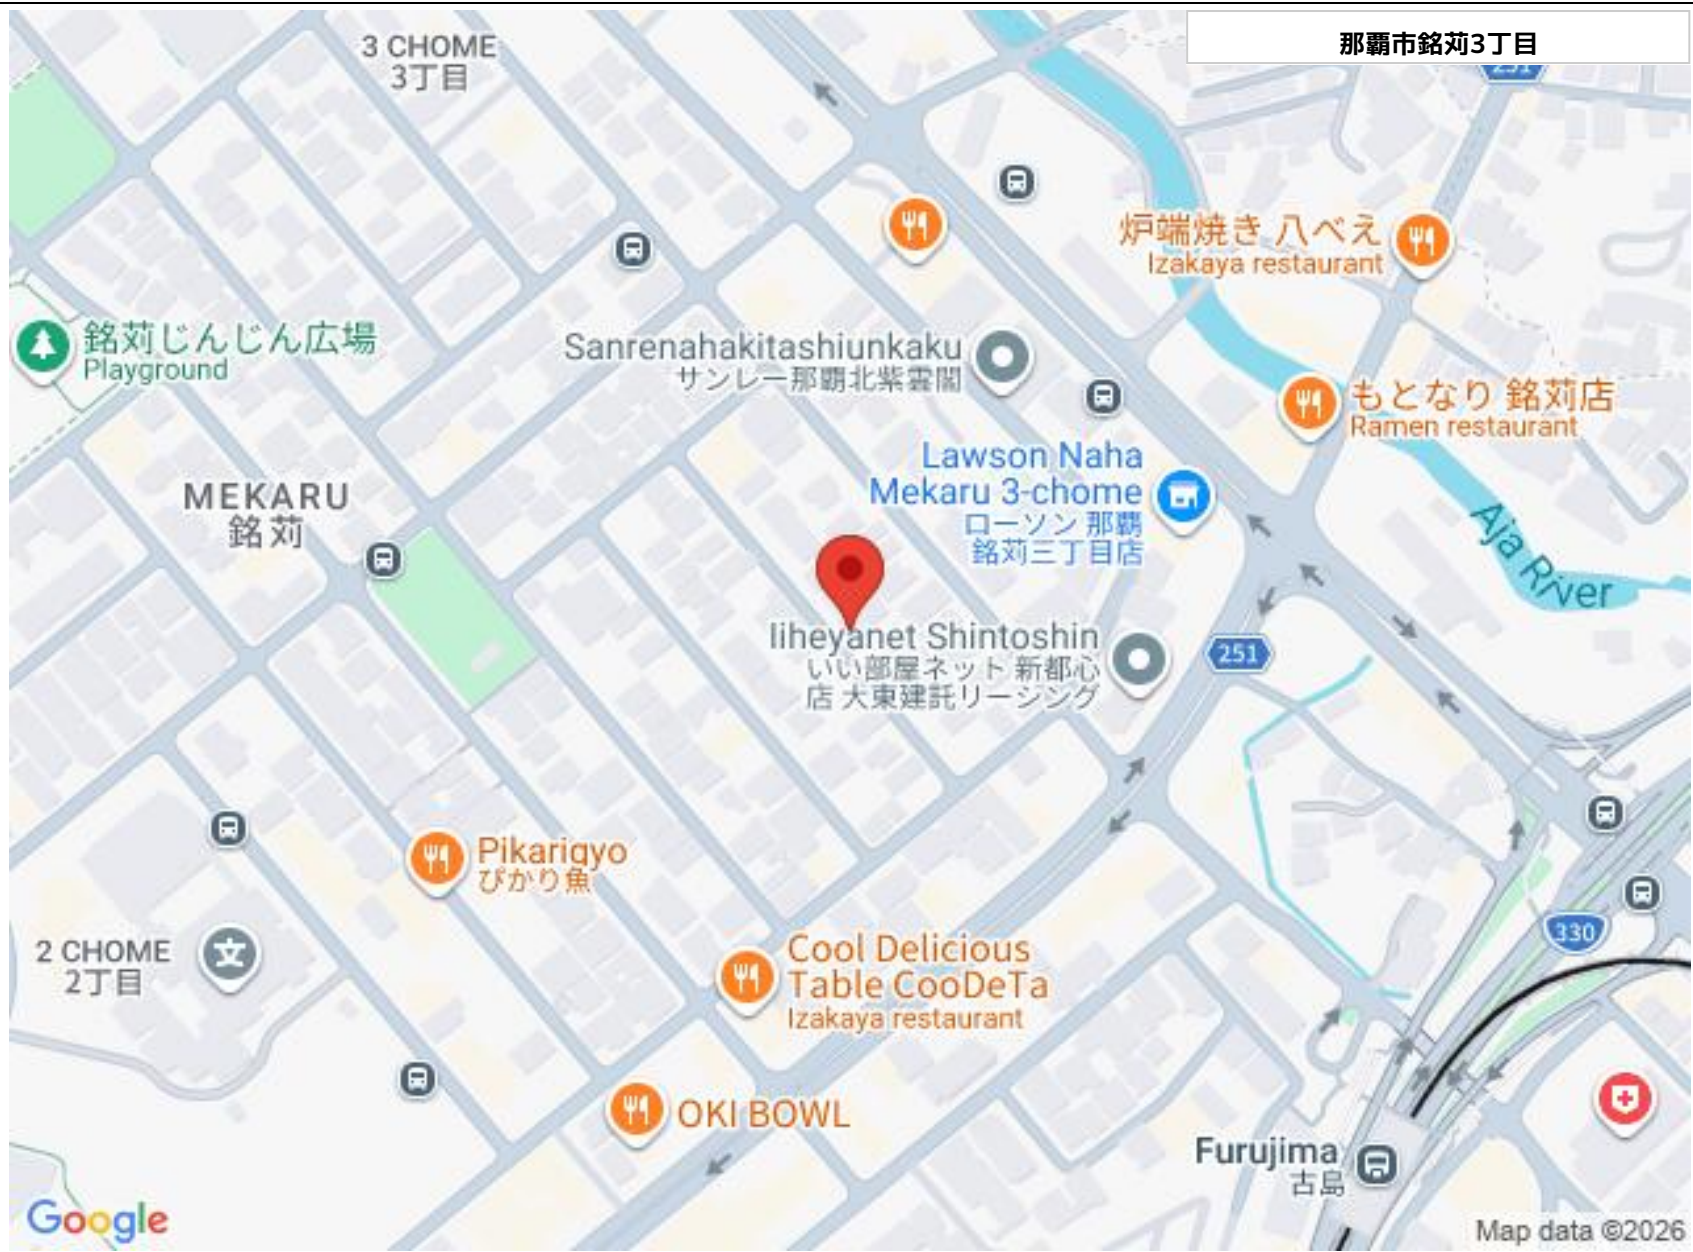 那覇市銘苅3丁目
3 CHOME
3丁目
251
炉端焼き 八べえ
Izakaya restaurant
銘苅じんじん広場
Playground
Sanrenahakitashiunkaku
サンレー那覇北紫雲閣
もとなり 銘苅店
Ramen restaurant
Lawson Naha
Mekaru 3-chome
ローソン 那覇
銘苅三丁目店
MEKARU
銘苅
Aja River
Iiheyanet Shintoshin
いい部屋ネット 新都心
店 大東建託リーシング
251
Pikarigyo
ぴかり魚
2 CHOME
2丁目
文
330
Cool Delicious
Table CooDeTa
Izakaya restaurant
OKI BOWL
Furujima
古島
Google
Map data ©2026